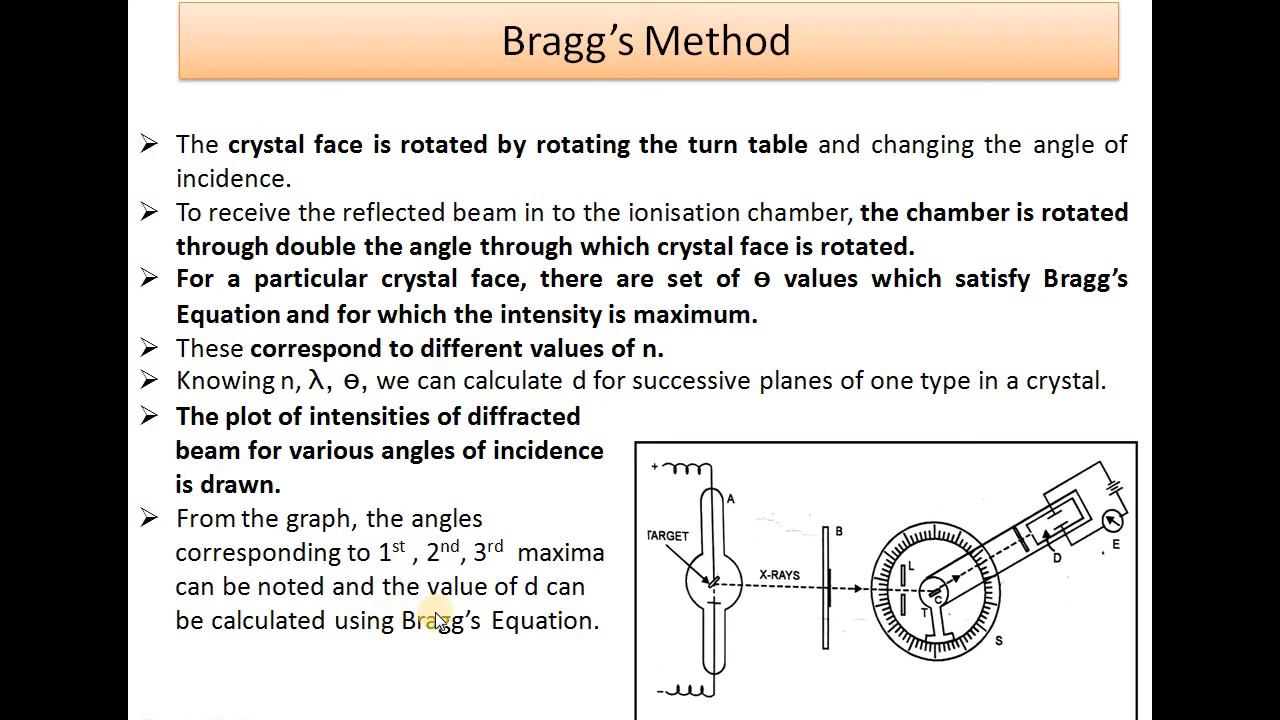 Bragg's Method
➢ The crystal face is rotated by rotating the turn table and changing the angle of
incidence.
➢ To receive the reflected beam in to the ionisation chamber, the chamber is rotated
through double the angle through which crystal face is rotated.
➢ For a particular crystal face, there are set of ө values which satisfy Bragg's
Equation and for which the intensity is maximum.
➢ These correspond to different values of n.
➢ Knowing n, λ, ө, we can calculate d for successive planes of one type in a crystal.
➢ The plot of intensities of diffracted
beam for various angles of incidence
is drawn.
➢ From the graph, the angles
corresponding to 1st , 2nd, 3rd maxima
can be noted and the value of d can
be calculated using Bragg's Equation.
+
A
TARGET
X-RAYS
B
L
C
T
S
D
E
-